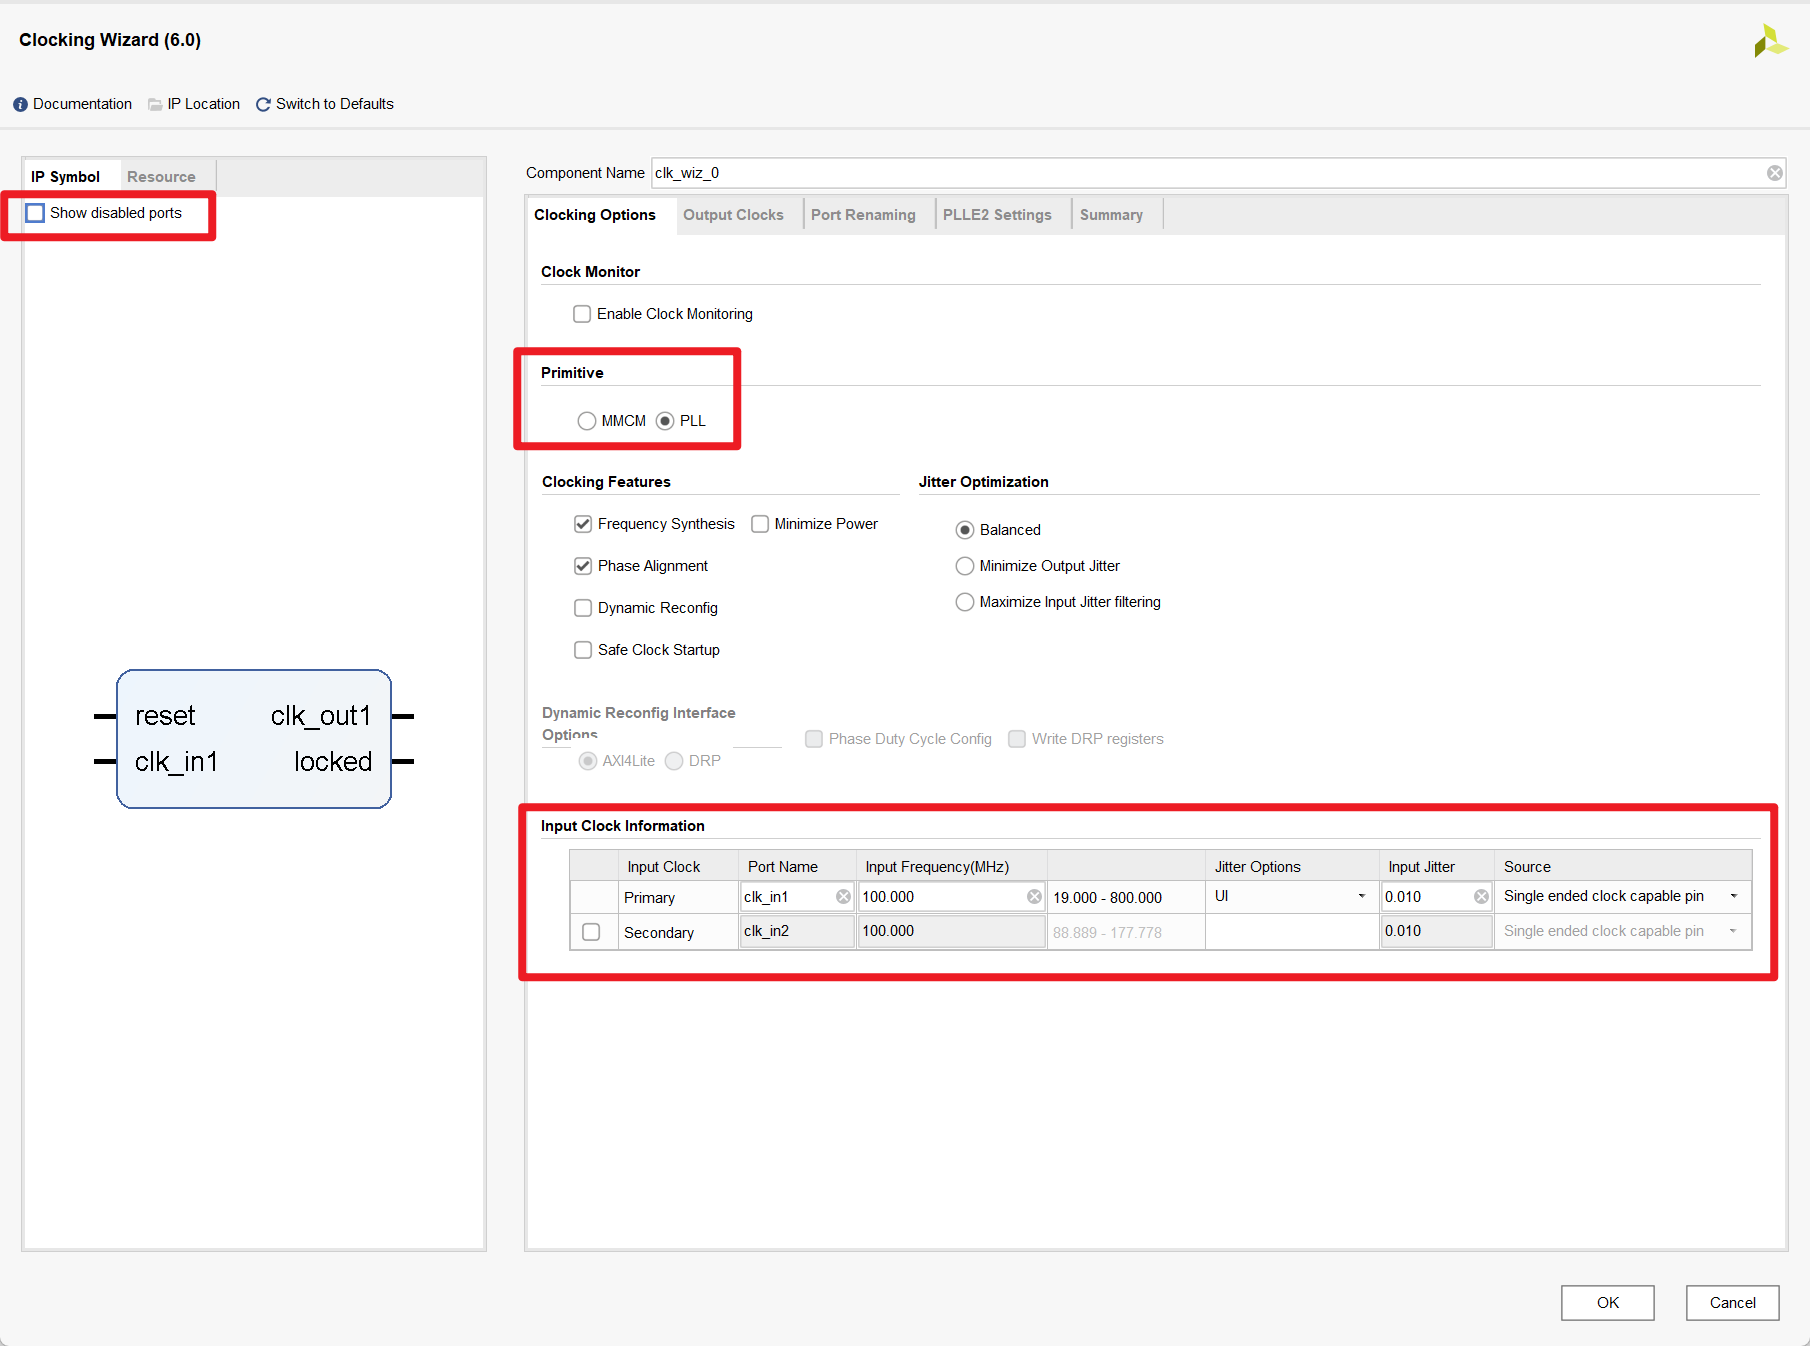 Clocking Wizard (6.0)
Documentation IP Location Switch to Defaults
IP Symbol Resource
Show disabled ports
reset clk_out1
clk_in1 locked
Component Name clk_wiz_0
Clocking Options Output Clocks Port Renaming PLLE2 Settings Summary
Clock Monitor
Enable Clock Monitoring
Primitive
MMCM PLL
Clocking Features
Frequency Synthesis Minimize Power
Phase Alignment
Dynamic Reconfig
Safe Clock Startup
Jitter Optimization
Balanced
Minimize Output Jitter
Maximize Input Jitter filtering
Dynamic Reconfig Interface
Options
AXI4Lite DRP
Phase Duty Cycle Config Write DRP registers
Input Clock Information
Input Clock Port Name Input Frequency(MHz) Jitter Options Input Jitter Source
Primary clk_in1 100.000 19.000 - 800.000 UI 0.010 Single ended clock capable pin
Secondary clk_in2 100.000 88.889 - 177.778 0.010 Single ended clock capable pin
OK Cancel